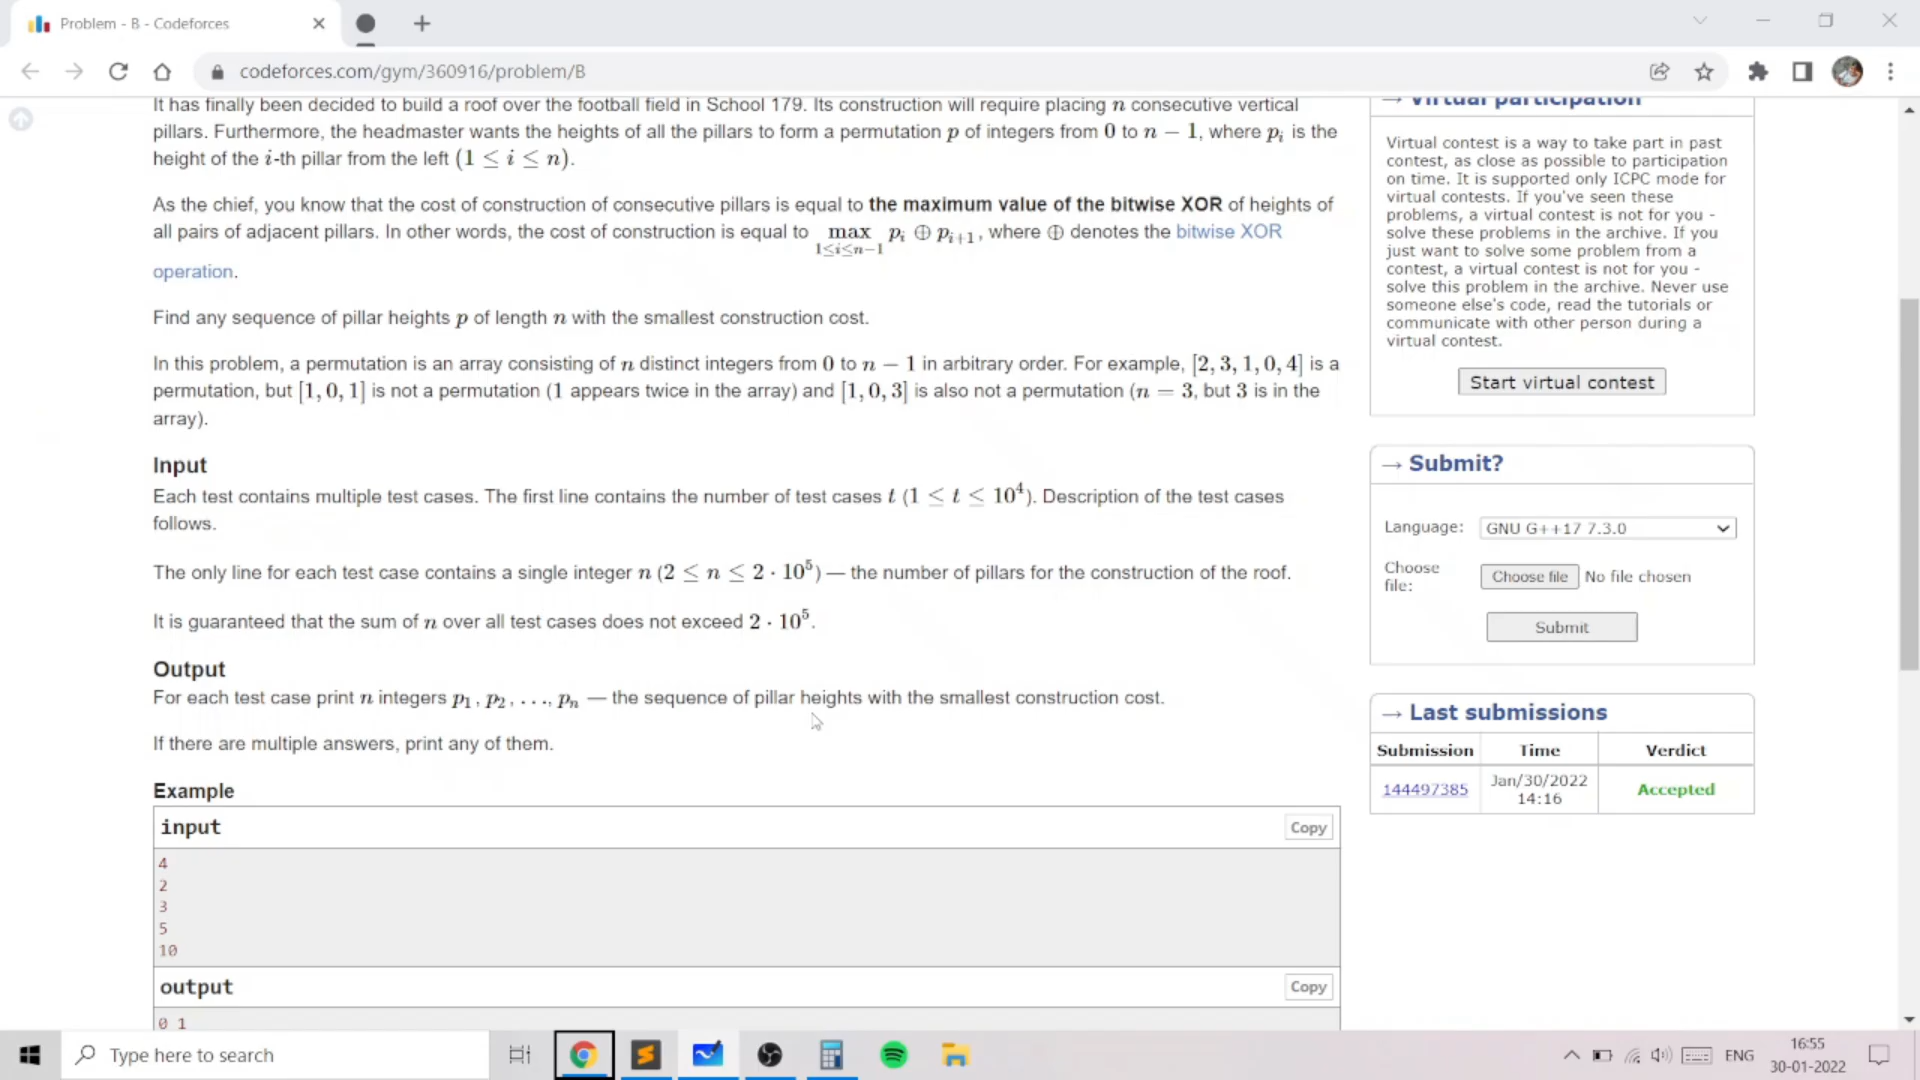 Problem - B - Codeforces
codeforces.com/gym/360916/problem/B
It has finally been decided to build a roof over the football field in School 179. Its construction will require placing n consecutive vertical
pillars. Furthermore, the headmaster wants the heights of all the pillars to form a permutation p of integers from 0 to n − 1, where p_i is the
height of the i-th pillar from the left (1 ≤ i ≤ n).
As the chief, you know that the cost of construction of consecutive pillars is equal to the maximum value of the bitwise XOR of heights of
all pairs of adjacent pillars. In other words, the cost of construction is equal to max p_i ⊕ p_{i+1}, where ⊕ denotes the bitwise XOR
1≤i≤n−1
operation.
Find any sequence of pillar heights p of length n with the smallest construction cost.
In this problem, a permutation is an array consisting of n distinct integers from 0 to n − 1 in arbitrary order. For example, [2, 3, 1, 0, 4] is a
permutation, but [1, 0, 1] is not a permutation (1 appears twice in the array) and [1, 0, 3] is also not a permutation (n = 3, but 3 is in the
array).
Input
Each test contains multiple test cases. The first line contains the number of test cases t (1 ≤ t ≤ 10^4). Description of the test cases
follows.
The only line for each test case contains a single integer n (2 ≤ n ≤ 2 · 10^5) — the number of pillars for the construction of the roof.
It is guaranteed that the sum of n over all test cases does not exceed 2 · 10^5.
Output
For each test case print n integers p_1, p_2, . . ., p_n — the sequence of pillar heights with the smallest construction cost.
If there are multiple answers, print any of them.
Example
input
Copy
4
2
3
5
10
output
Copy
0 1
→ Virtual participation
Virtual contest is a way to take part in past
contest, as close as possible to participation
on time. It is supported only ICPC mode for
virtual contests. If you've seen these
problems, a virtual contest is not for you -
solve these problems in the archive. If you
just want to solve some problem from a
contest, a virtual contest is not for you -
solve this problem in the archive. Never use
someone else's code, read the tutorials or
communicate with other person during a
virtual contest.
Start virtual contest
→ Submit?
Language: GNU G++17 7.3.0
Choose
file:
Choose file No file chosen
Submit
→ Last submissions
Submission Time Verdict
144497385 Jan/30/2022
14:16 Accepted
Type here to search
ENG
16:55
30-01-2022